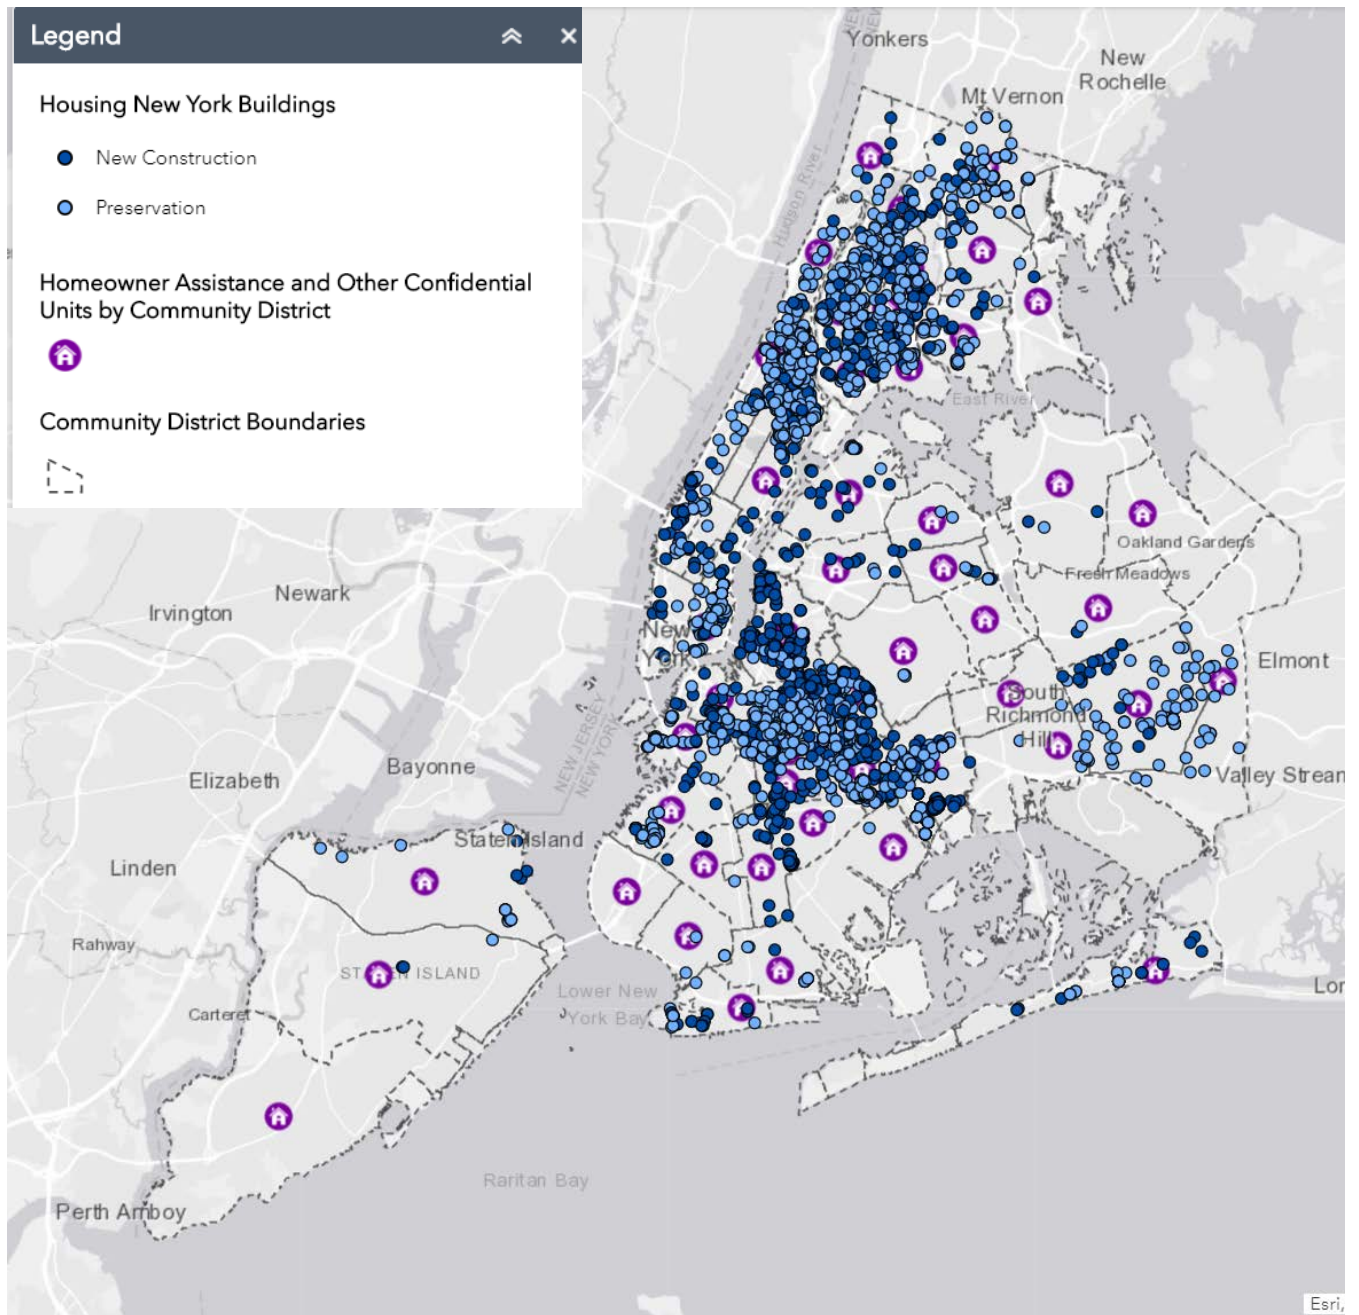 Legend
Housing New York Buildings
New Construction
Preservation
Homeowner Assistance and Other Confidential
Units by Community District
Community District Boundaries
Yonkers
New
Rochelle
Mt Vernon
Hudson River
East River
Oakland Gardens
Fresh Meadows
Newark
Irvington
New
York
Elmont
South
Richmond
Hill
NEW JERSEY
NEW YORK
Bayonne
Elizabeth
Valley Stream
Staten Island
Linden
Rahway
STATEN ISLAND
Lower New
York Bay
Lon
Carteret
Raritan Bay
Perth Amboy
Esri,